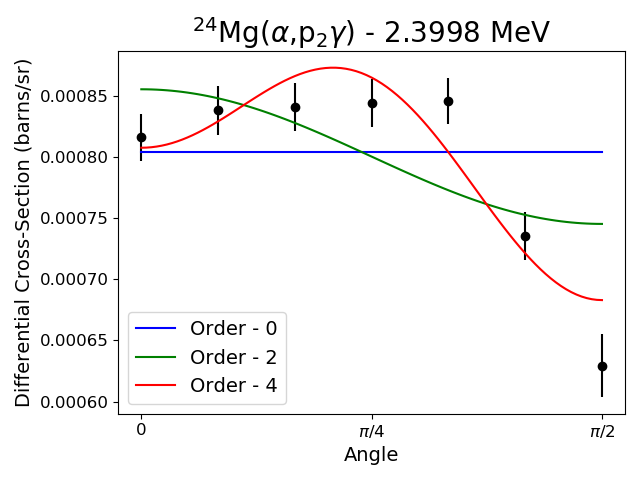 ²⁴Mg(α,p₂γ) - 2.3998 MeV
Differential Cross-Section (barns/sr)
0.00085
0.00080
0.00075
0.00070
0.00065
0.00060
Order - 0
Order - 2
Order - 4
0 π/4 π/2
Angle